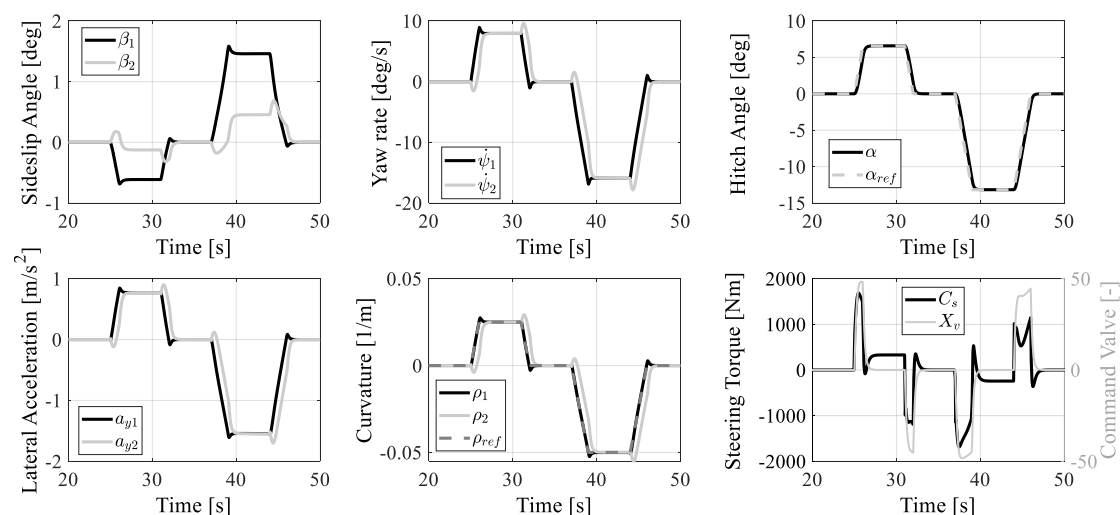 Sideslip Angle [deg]
2
1
0
-1
β1
β2
20
30
40
50
Time [s]
Yaw rate [deg/s]
10
0
-10
-20
ψ̇1
ψ̇2
20
30
40
50
Time [s]
Hitch Angle [deg]
10
5
0
-5
-10
-15
α
αref
20
30
40
50
Time [s]
Lateral Acceleration [m/s²]
1
0
-1
-2
ay1
ay2
20
30
40
50
Time [s]
Curvature [1/m]
0.05
0
-0.05
ρ1
ρ2
ρref
20
30
40
50
Time [s]
Steering Torque [Nm]
2000
1000
0
-1000
-2000
Cs
Xv
50
0
-50
Command Valve [-]
20
30
40
50
Time [s]